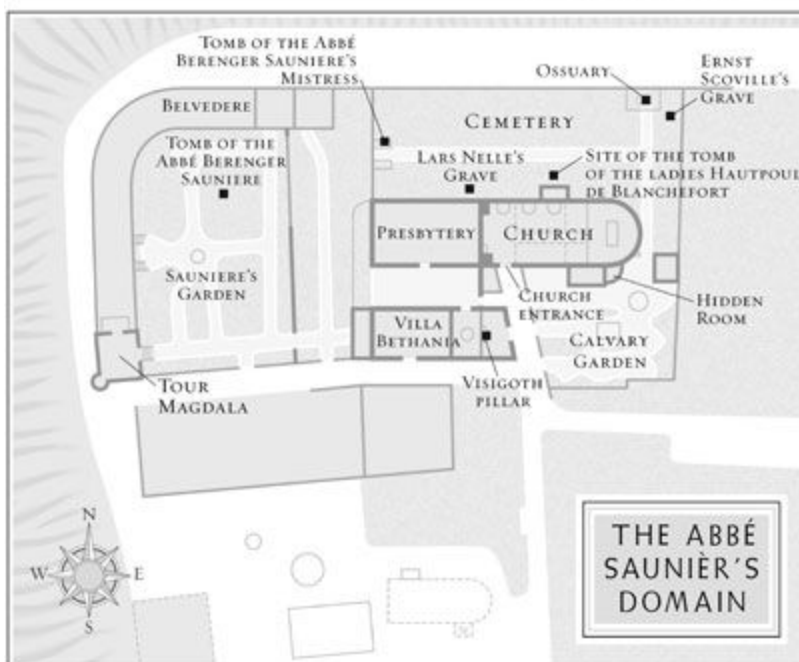 TOMB OF THE ABBÉ
BERENGER SAUNIERE'S
MISTRESS
OSSUARY
ERNST
SCOVILLE'S
GRAVE
BELVEDERE
CEMETERY
TOMB OF THE
ABBÉ BERENGER
SAUNIERE
LARS NELLE'S
GRAVE
SITE OF THE TOMB
OF THE LADIES HAUTPOUL
DE BLANCHEFORT
PRESBYTERY
CHURCH
SAUNIERE'S
GARDEN
CHURCH
ENTRANCE
HIDDEN
ROOM
VILLA
BETHANIA
CALVARY
GARDEN
TOUR
MAGDALA
VISIGOTH
PILLAR
N
W
E
S
THE ABBÉ
SAUNIÈR'S
DOMAIN